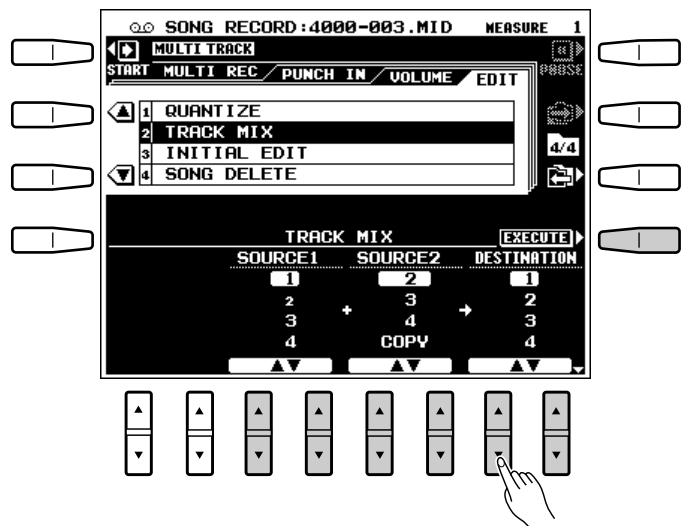 SONG RECORD:4000-003.MID MEASURE 1
MULTI TRACK
START MULTI REC PUNCH IN VOLUME EDIT PAUSE
1 QUANTIZE
2 TRACK MIX
3 INITIAL EDIT
4 SONG DELETE
4/4
TRACK MIX EXECUTE
SOURCE1 SOURCE2 DESTINATION
1 2 1
2 + 3 → 2
3 4 3
4 COPY 4
▲▼ ▲▼ ▲▼